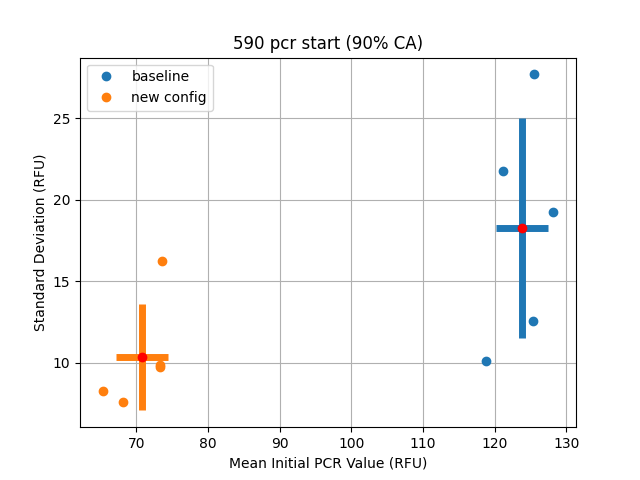 590 pcr start (90% CA)
baseline
new config
25
20
15
10
Standard Deviation (RFU)
70 80 90 100 110 120 130
Mean Initial PCR Value (RFU)